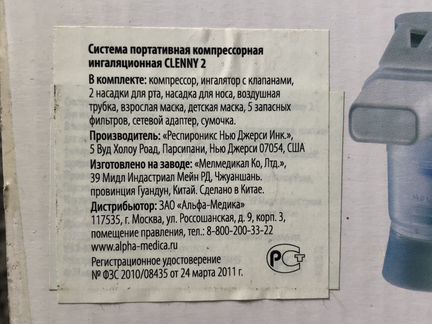 Система портативная компрессорная
ингаляционная CLENNY 2
В комплекте: компрессор, ингалятор с клапанами,
2 насадки для рта, насадка для носа, воздушная
трубка, взрослая маска, детская маска, 5 запасных
фильтров, сетевой адаптер, сумочка.
Производитель: «Респироникс Нью Джерси Инк.»,
5 Вуд Холоу Роад, Парсипани, Нью Джерси 07054, США
Изготовлено на заводе: «Мелмедикал Ко, Лтд.»,
39 Мидл Индастриал Мейн РД, Чжуаншань.
провинция Гуандун, Китай. Сделано в Китае.
Дистрибьютор: ЗАО «Альфа-Медика»
117535, г. Москва, ул. Россошанская, д. 9, корп. 3,
помещение правления, тел.: 8-800-200-33-22
www.alpha-medica.ru
Регистрационное удостоверение
№ ФЗС 2010/08435 от 24 марта 2011 г.
РСТ